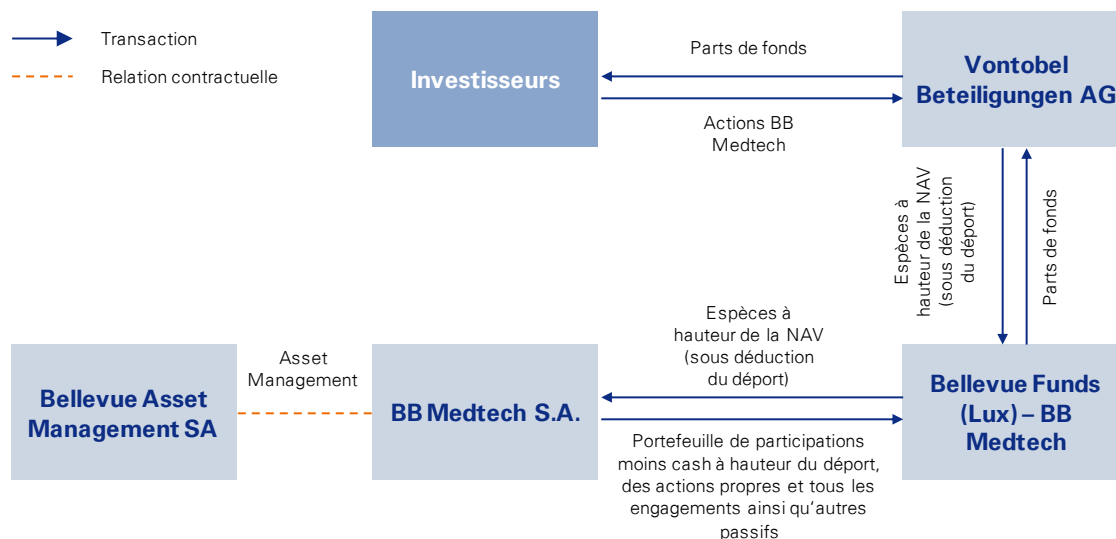 Transaction
Relation contractuelle
Investisseurs
Parts de fonds
Actions BB
Medtech
Vontobel
Beteiligungen AG
Espèces à
hauteur de la NAV
(sous déduction
du déport)
Parts de fonds
Bellevue Asset
Management SA
Asset
Management
BB Medtech S.A.
Espèces à
hauteur de la NAV
(sous déduction
du déport)
Portefeuille de participations
moins cash à hauteur du déport,
des actions propres et tous les
engagements ainsi qu'autres
passifs
Bellevue Funds
(Lux) – BB
Medtech